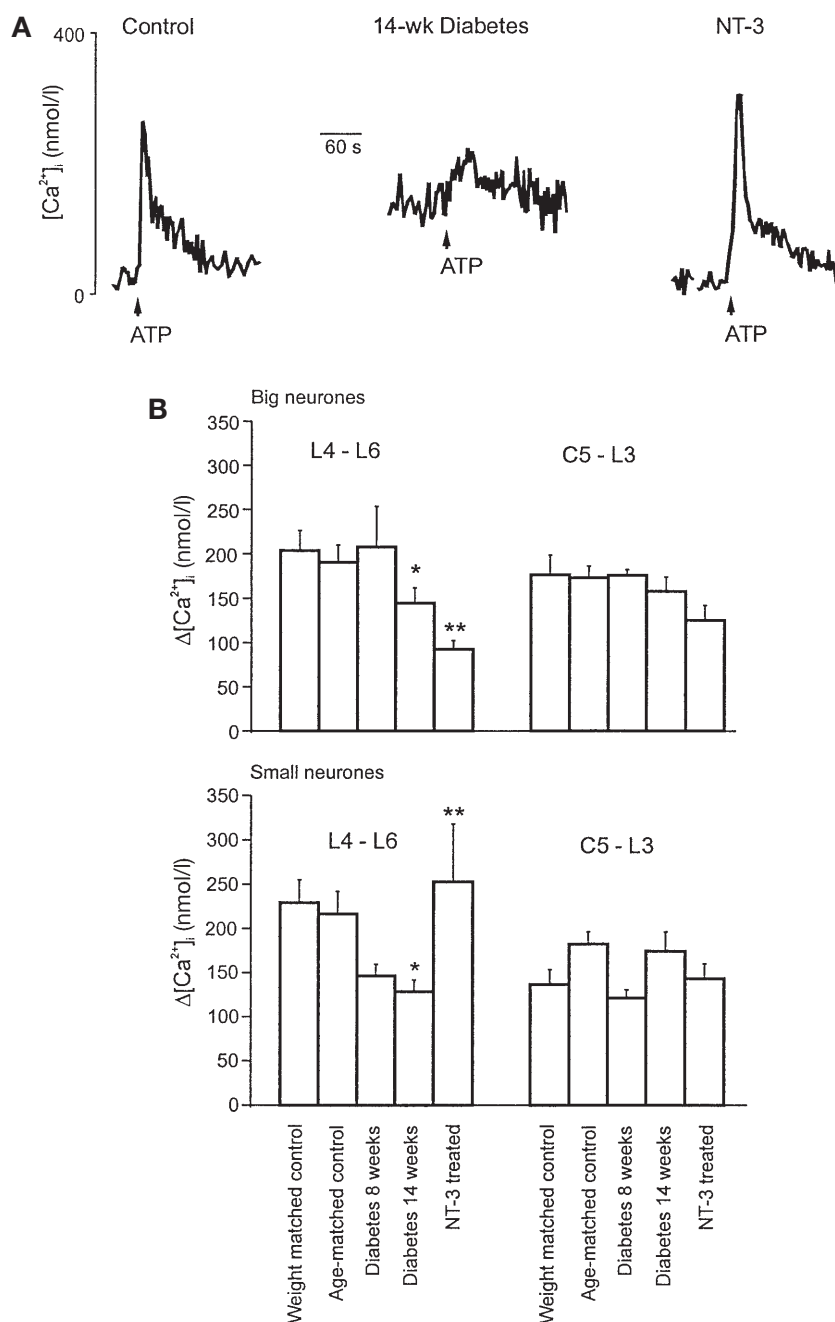 A
Control
14-wk Diabetes
NT-3
400
[Ca²⁺]ᵢ (nmol/l)
0
60 s
ATP
ATP
ATP
B
Big neurones
L4 - L6
C5 - L3
350
300
250
200
150
100
50
0
Δ[Ca²⁺]ᵢ (nmol/l)
*
**
Small neurones
L4 - L6
C5 - L3
350
300
250
200
150
100
50
0
Δ[Ca²⁺]ᵢ (nmol/l)
*
**
Weight matched control
Age-matched control
Diabetes 8 weeks
Diabetes 14 weeks
NT-3 treated
Weight matched control
Age-matched control
Diabetes 8 weeks
Diabetes 14 weeks
NT-3 treated